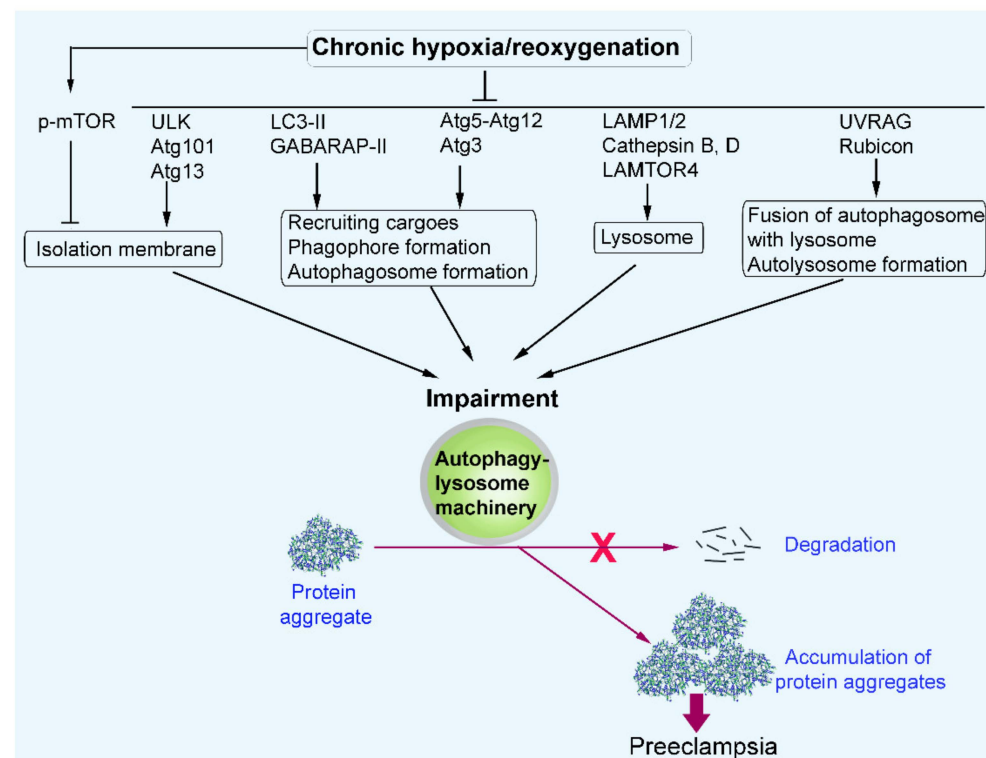 Chronic hypoxia/reoxygenation
p-mTOR
ULK
Atg101
Atg13
LC3-II
GABARAP-II
Atg5-Atg12
Atg3
LAMP1/2
Cathepsin B, D
LAMTOR4
UVRAG
Rubicon
Isolation membrane
Recruiting cargoes
Phagophore formation
Autophagosome formation
Lysosome
Fusion of autophagosome
with lysosome
Autolysosome formation
Impairment
Autophagy-
lysosome
machinery
X
Protein
aggregate
Degradation
Accumulation of
protein aggregates
Preeclampsia